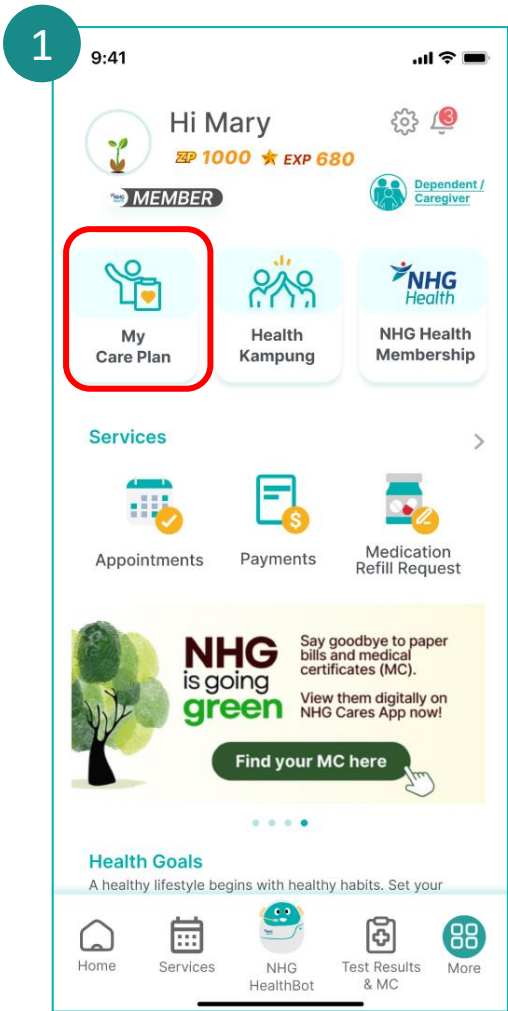 1
9:41
Hi Mary
3
ZP 1000 EXP 680
NHG Health MEMBER
Dependent /
Caregiver
NHG
Health
My
Care Plan
Health
Kampung
NHG Health
Membership
Services
Appointments
Payments
Medication
Refill Request
NHG
is going
green
Say goodbye to paper
bills and medical
certificates (MC).
View them digitally on
NHG Cares App now!
Find your MC here
Health Goals
A healthy lifestyle begins with healthy habits. Set your
Home
Services
NHG
HealthBot
Test Results
& MC
More